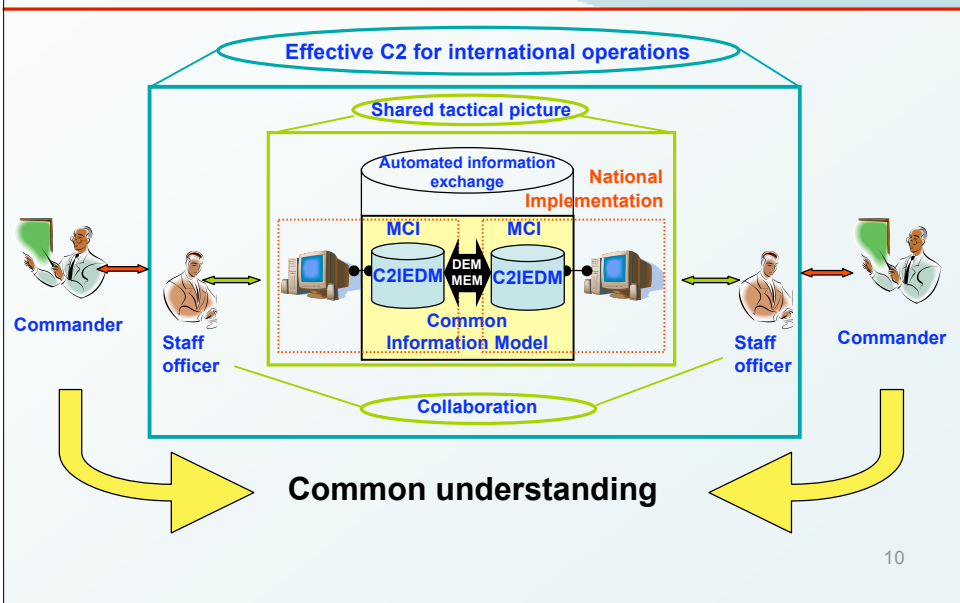 Effective C2 for international operations
Shared tactical picture
Automated information
exchange
National
Implementation
MCI
MCI
C2IEDM
DEM
MEM
C2IEDM
Common
Information Model
Commander
Staff
officer
Staff
officer
Commander
Collaboration
Common understanding
10